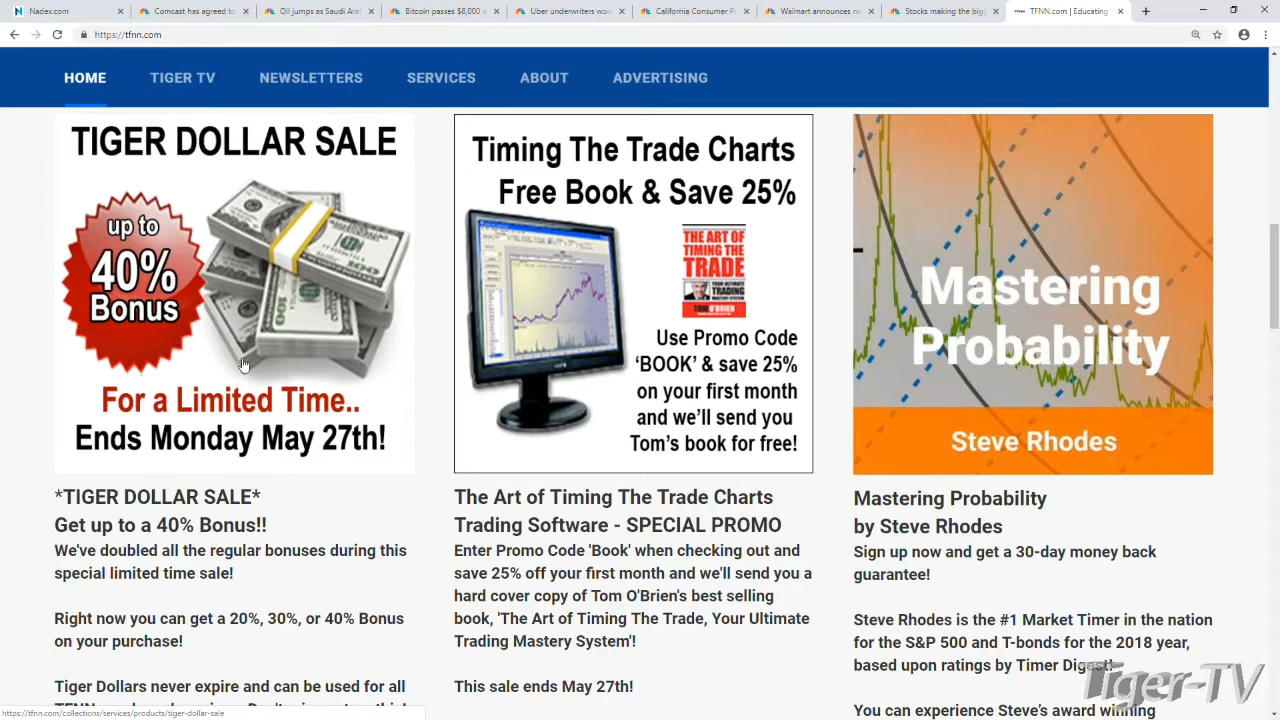 Nadex.com
Comcast has agreed to
Oil jumps as Saudi Ara
Bitcoin passes $8,000 a
Uber underwriters wor
California Consumer P
Walmart announces n
Stocks making the big
TFNN.com | Educating
https://tfnn.com
HOME
TIGER TV
NEWSLETTERS
SERVICES
ABOUT
ADVERTISING
TIGER DOLLAR SALE
up to
40%
Bonus
For a Limited Time..
Ends Monday May 27th!
*TIGER DOLLAR SALE*
Get up to a 40% Bonus!!
We've doubled all the regular bonuses during this
special limited time sale!
Right now you can get a 20%, 30%, or 40% Bonus
on your purchase!
Tiger Dollars never expire and can be used for all
https://tfnn.com/collections/services/products/tiger-dollar-sale
Timing The Trade Charts
Free Book & Save 25%
THE ART OF
TIMING THE
TRADE
TOM O'BRIEN
Use Promo Code
‘BOOK’ & save 25%
on your first month
and we’ll send you
Tom’s book for free!
The Art of Timing The Trade Charts
Trading Software - SPECIAL PROMO
Enter Promo Code 'Book' when checking out and
save 25% off your first month and we'll send you a
hard cover copy of Tom O'Brien's best selling
book, 'The Art of Timing The Trade, Your Ultimate
Trading Mastery System'!
This sale ends May 27th!
Mastering
Probability
Steve Rhodes
Mastering Probability
by Steve Rhodes
Sign up now and get a 30-day money back
guarantee!
Steve Rhodes is the #1 Market Timer in the nation
for the S&P 500 and T-bonds for the 2018 year,
based upon ratings by Timer Digest!
You can experience Steve's award winning
Tiger-TV